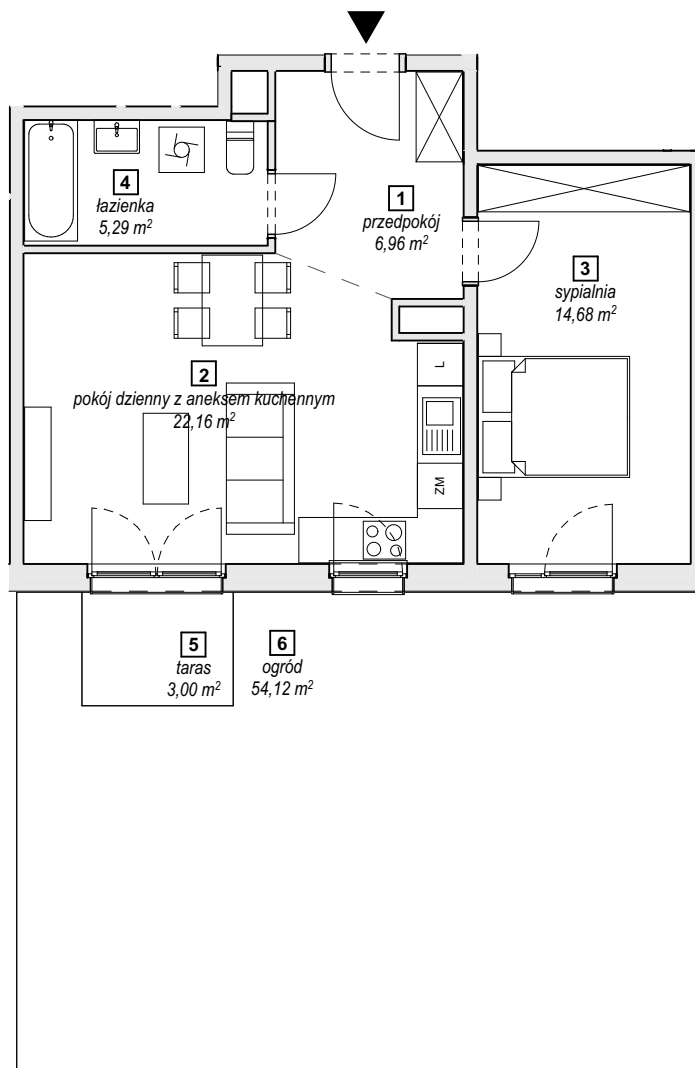 1
przedpokój
6,96 m²
4
łazienka
5,29 m²
3
sypialnia
14,68 m²
2
pokój dzienny z aneksem kuchennym
22,16 m²
L
ZM
5
taras
3,00 m²
6
ogród
54,12 m²